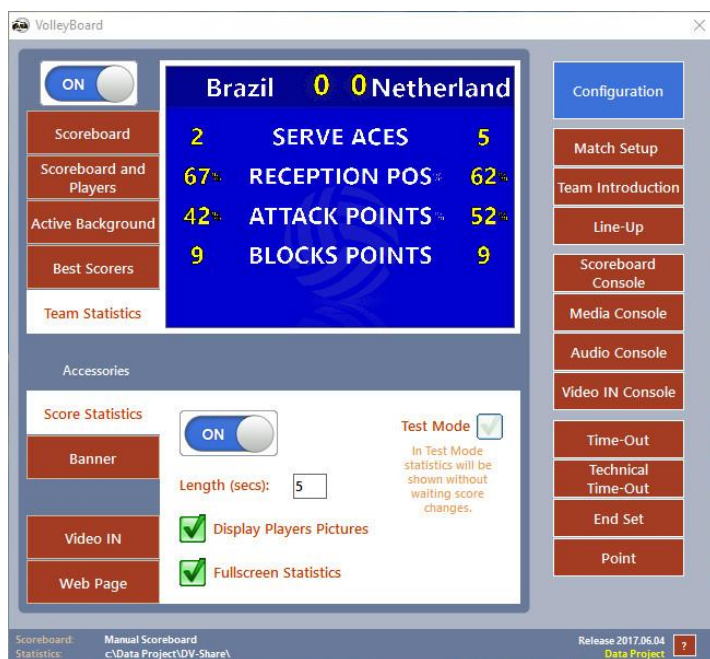 VolleyBoard
ON
Brazil 0 0 Netherland
2 SERVE ACES 5
67% RECEPTION POS% 62%
42% ATTACK POINTS% 52%
9 BLOCKS POINTS 9
Scoreboard
Scoreboard and
Players
Active Background
Best Scorers
Team Statistics
Accessories
Score Statistics
Banner
Video IN
Web Page
ON
Test Mode
In Test Mode
statistics will be
shown without
waiting score
changes.
Length (secs): 5
Display Players Pictures
Fullscreen Statistics
Configuration
Match Setup
Team Introduction
Line-Up
Scoreboard
Console
Media Console
Audio Console
Video IN Console
Time-Out
Technical
Time-Out
End Set
Point
Scoreboard: Manual Scoreboard
Statistics: c:\Data Project\DV-Share\
Release 2017.06.04
Data Project
?